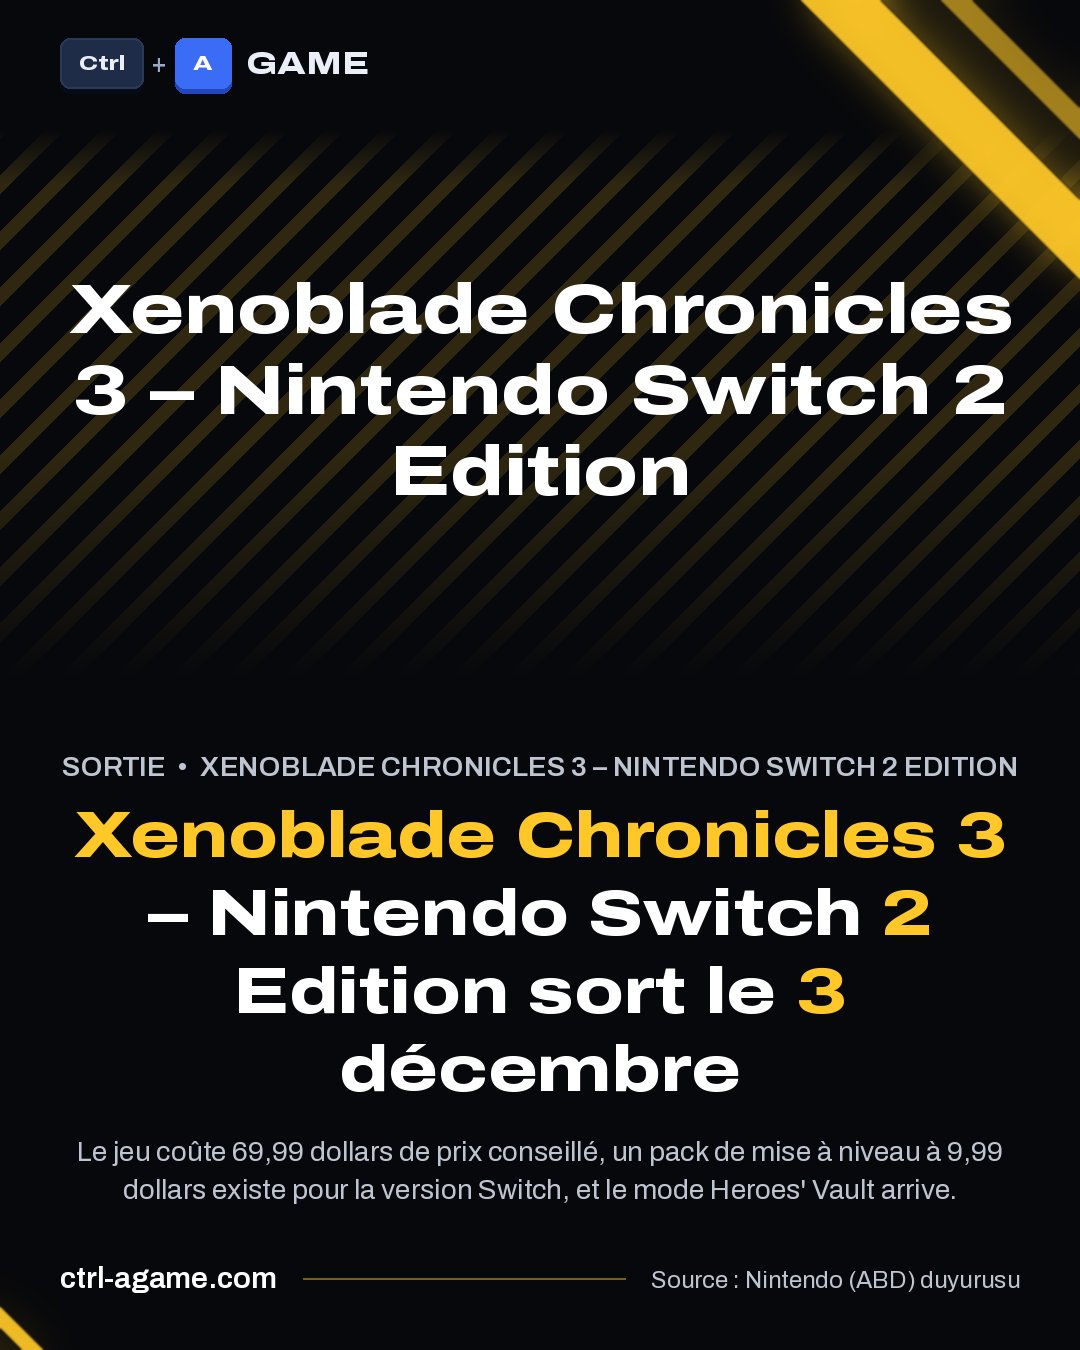 Ctrl + A GAME
Xenoblade Chronicles
3 – Nintendo Switch 2
Edition
SORTIE • XENOBLADE CHRONICLES 3 – NINTENDO SWITCH 2 EDITION
Xenoblade Chronicles 3
– Nintendo Switch 2
Edition sort le 3
décembre
Le jeu coûte 69,99 dollars de prix conseillé, un pack de mise à niveau à 9,99
dollars existe pour la version Switch, et le mode Heroes' Vault arrive.
ctrl-agame.com
Source : Nintendo (ABD) duyurusu